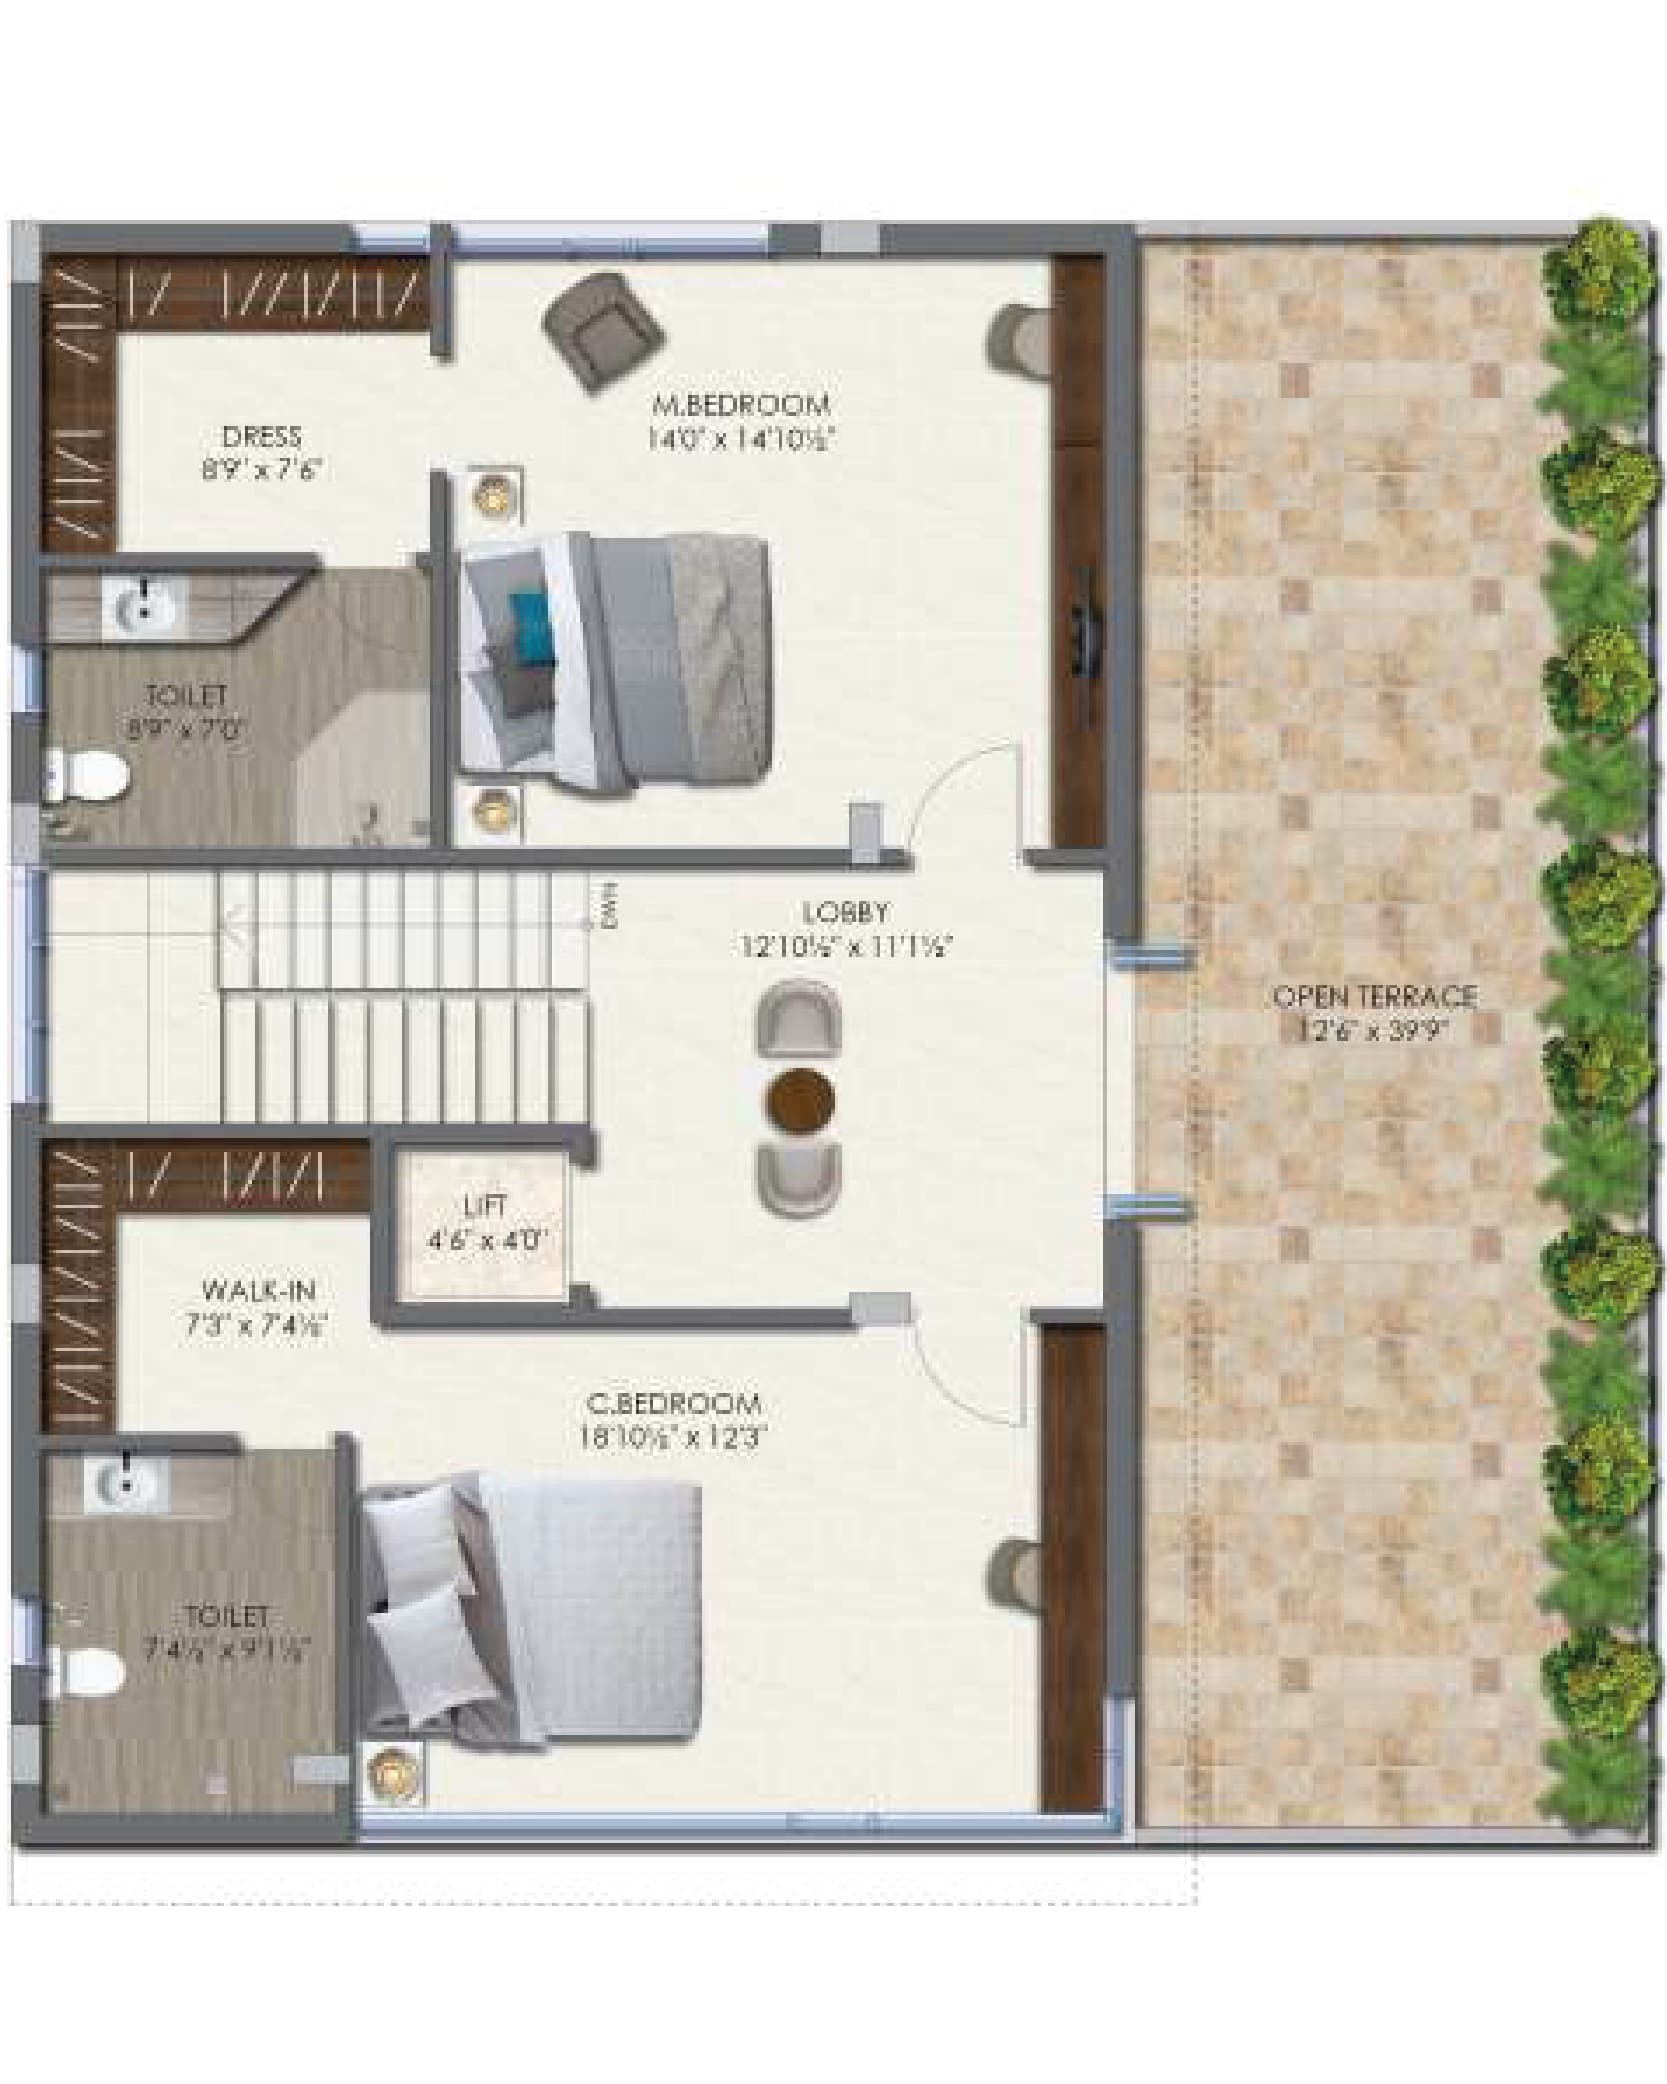 M.BEDROOM
14'0" x 14'10½"
DRESS
8'9" x 7'6"
TOILET
8'9" x 7'0"
DWN
LOBBY
12'10½" x 11'1½"
OPEN TERRACE
12'6" x 39'9"
LIFT
4'6" x 4'0"
WALK-IN
7'3" x 7'4½"
C.BEDROOM
18'10½" x 12'3"
TOILET
7'4½" x 9'1½"